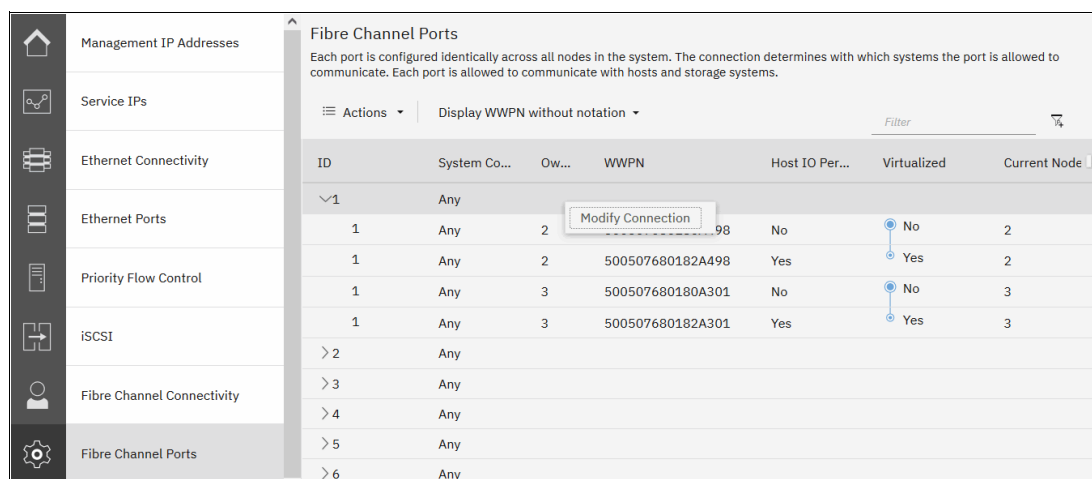 Management IP Addresses
Service IPs
Ethernet Connectivity
Ethernet Ports
Priority Flow Control
iSCSI
Fibre Channel Connectivity
Fibre Channel Ports
Fibre Channel Ports
Each port is configured identically across all nodes in the system. The connection determines with which systems the port is allowed to
communicate. Each port is allowed to communicate with hosts and storage systems.
Actions Display WWPN without notation Filter
ID System Co... Ow... WWPN Host IO Per... Virtualized Current Node
1 Any
Modify Connection
1 Any 2 98 No No 2
1 Any 2 500507680182A498 Yes Yes 2
1 Any 3 500507680180A301 No No 3
1 Any 3 500507680182A301 Yes Yes 3
2 Any
3 Any
4 Any
5 Any
6 Any